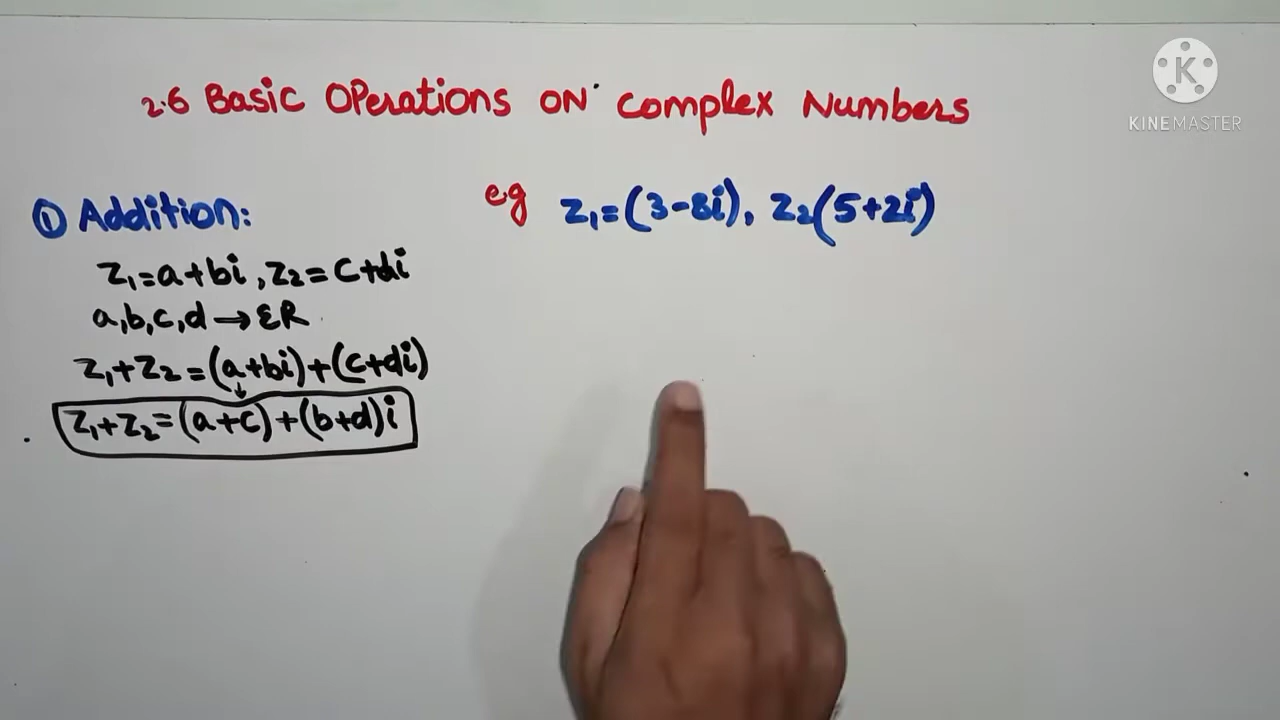 2.6 Basic Operations on Complex Numbers
KINEMASTER
① Addition:
Z₁=a+bi, Z₂=c+di
a,b,c,d → ƐR
Z₁+Z₂=(a+bi)+(c+di)
Z₁+Z₂=(a+c)+(b+d)i
e.g Z₁=(3-8i), Z₂(5+2i)